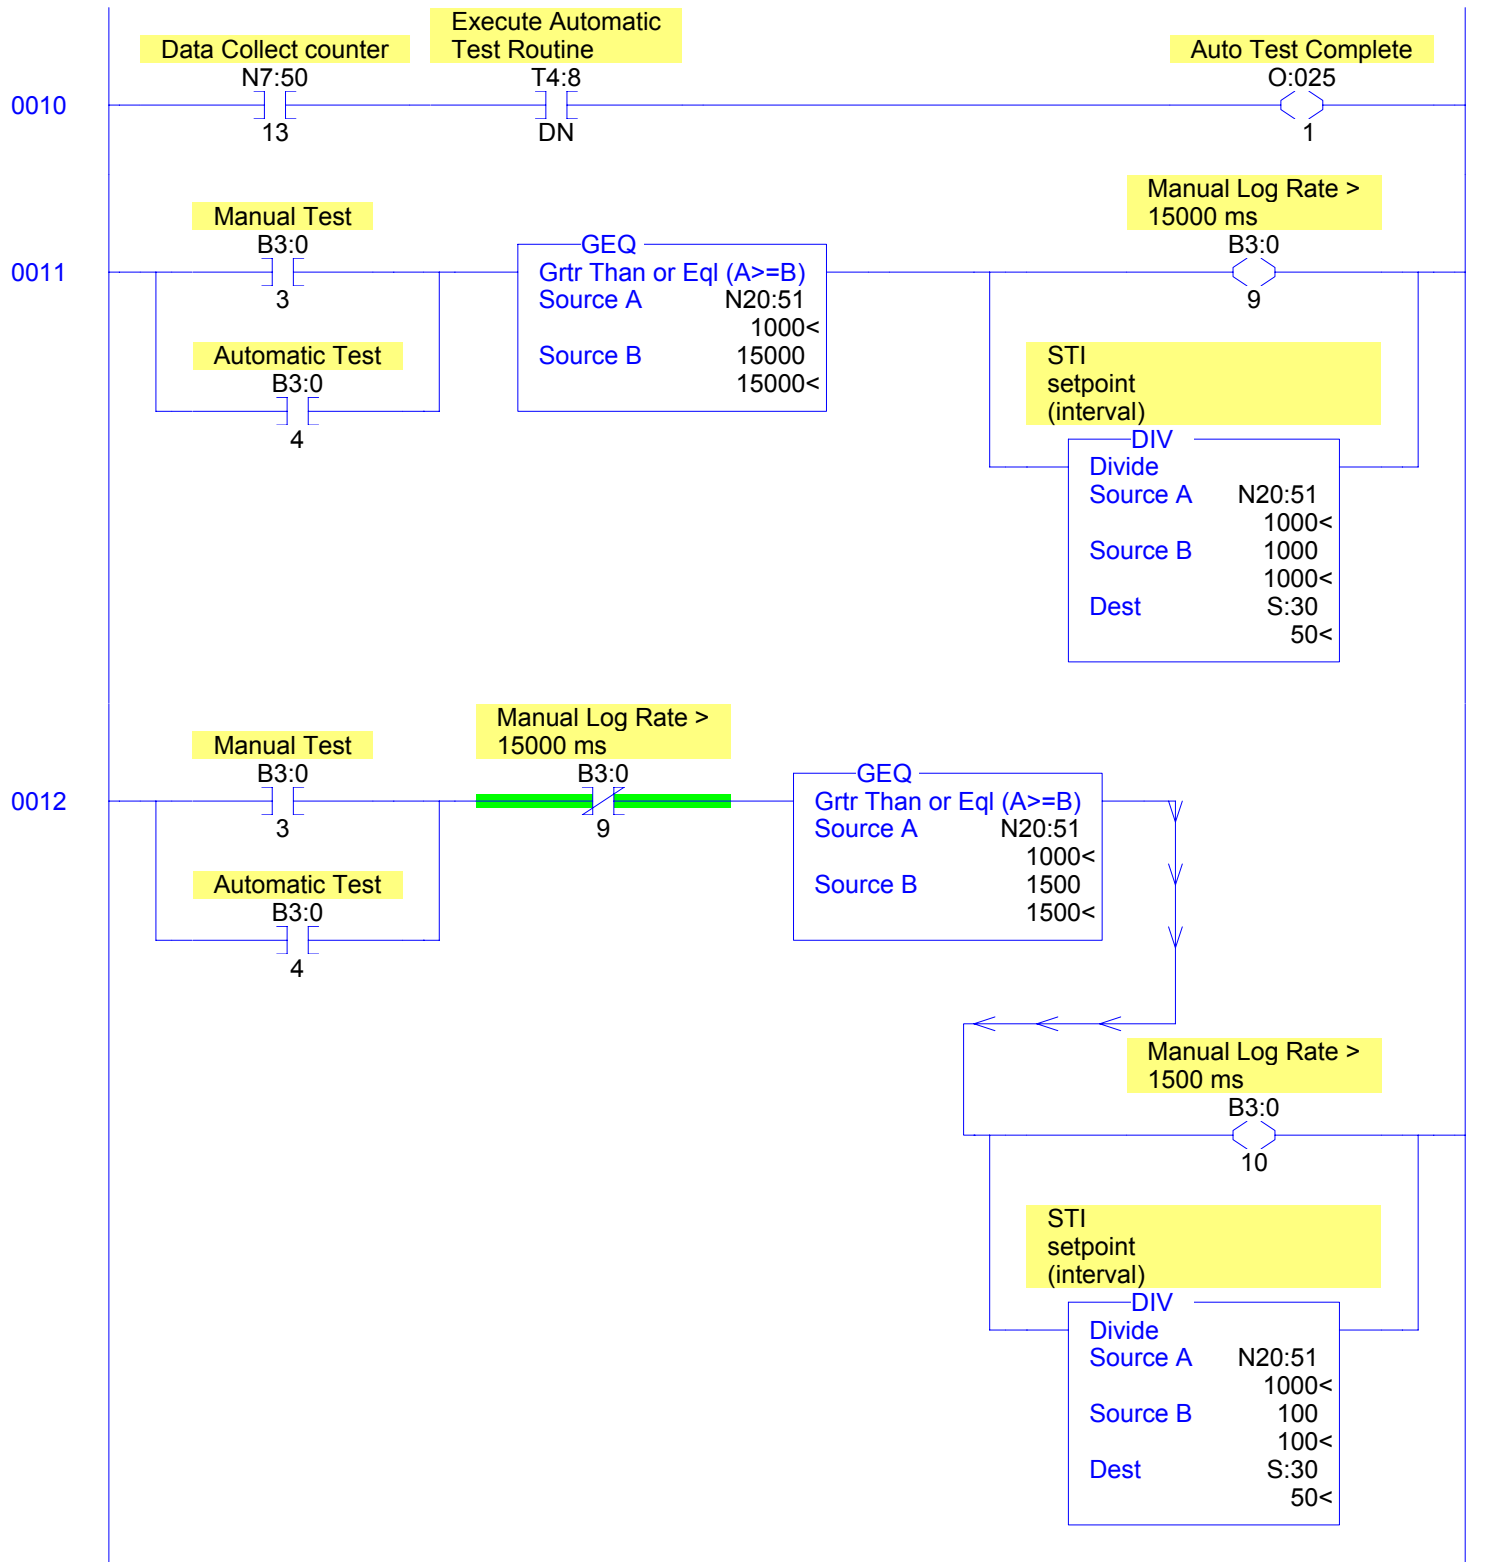 Data Collect counter
N7:50
13
Execute Automatic
Test Routine
T4:8
DN
Auto Test Complete
O:025
1
0010
Manual Test
B3:0
3
Automatic Test
B3:0
4
GEQ
Grtr Than or Eql (A>=B)
Source A N20:51
1000<
Source B 15000
15000<
Manual Log Rate >
15000 ms
B3:0
9
STI
setpoint
(interval)
DIV
Divide
Source A N20:51
1000<
Source B 1000
1000<
Dest S:30
50<
0011
Manual Test
B3:0
3
Automatic Test
B3:0
4
Manual Log Rate >
15000 ms
B3:0
9
GEQ
Grtr Than or Eql (A>=B)
Source A N20:51
1000<
Source B 1500
1500<
0012
Manual Log Rate >
1500 ms
B3:0
10
STI
setpoint
(interval)
DIV
Divide
Source A N20:51
1000<
Source B 100
100<
Dest S:30
50<